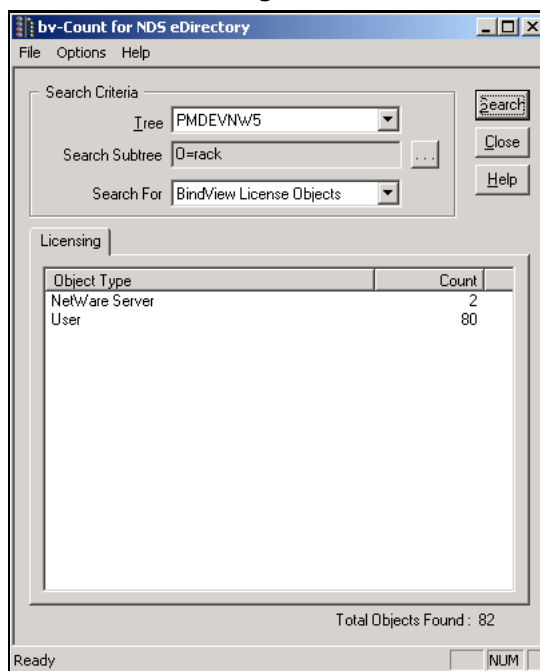 bv-Count for NDS eDirectory
File Options Help
Search Criteria
Tree PMDEVNW5
Search
Search Subtree O=rack ...
Close
Search For BindView License Objects
Help
Licensing
Object Type Count
NetWare Server 2
User 80
Total Objects Found : 82
Ready NUM